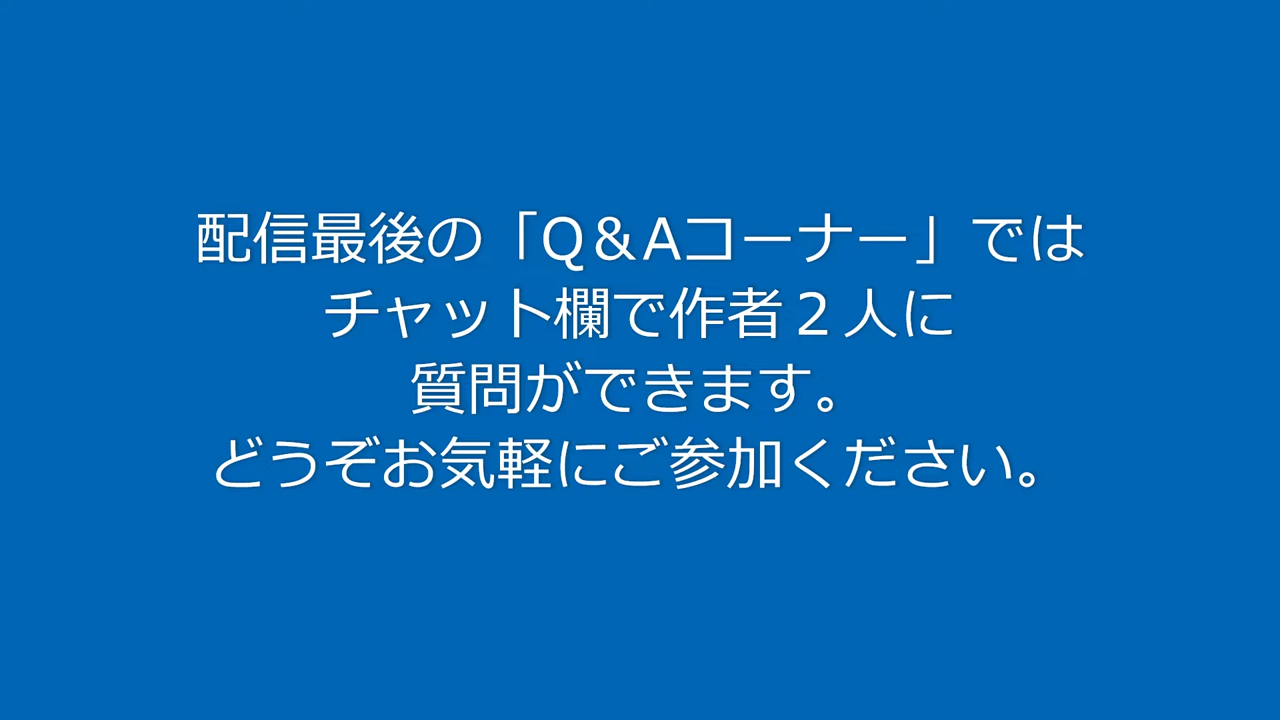 配信最後の「Q＆Aコーナー」では
チャット欄で作者２人に
質問ができます。
どうぞお気軽にご参加ください。